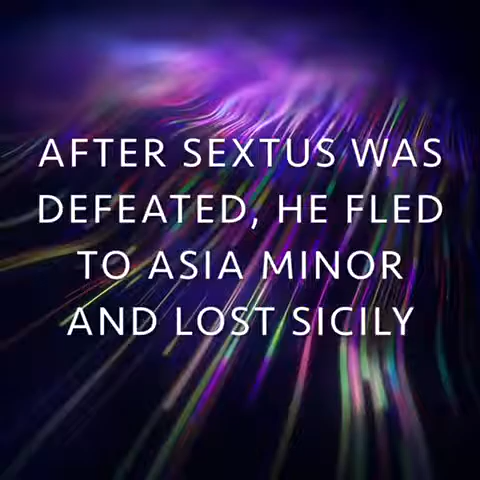 AFTER SEXTUS WAS
DEFEATED, HE FLED
TO ASIA MINOR
AND LOST SICILY